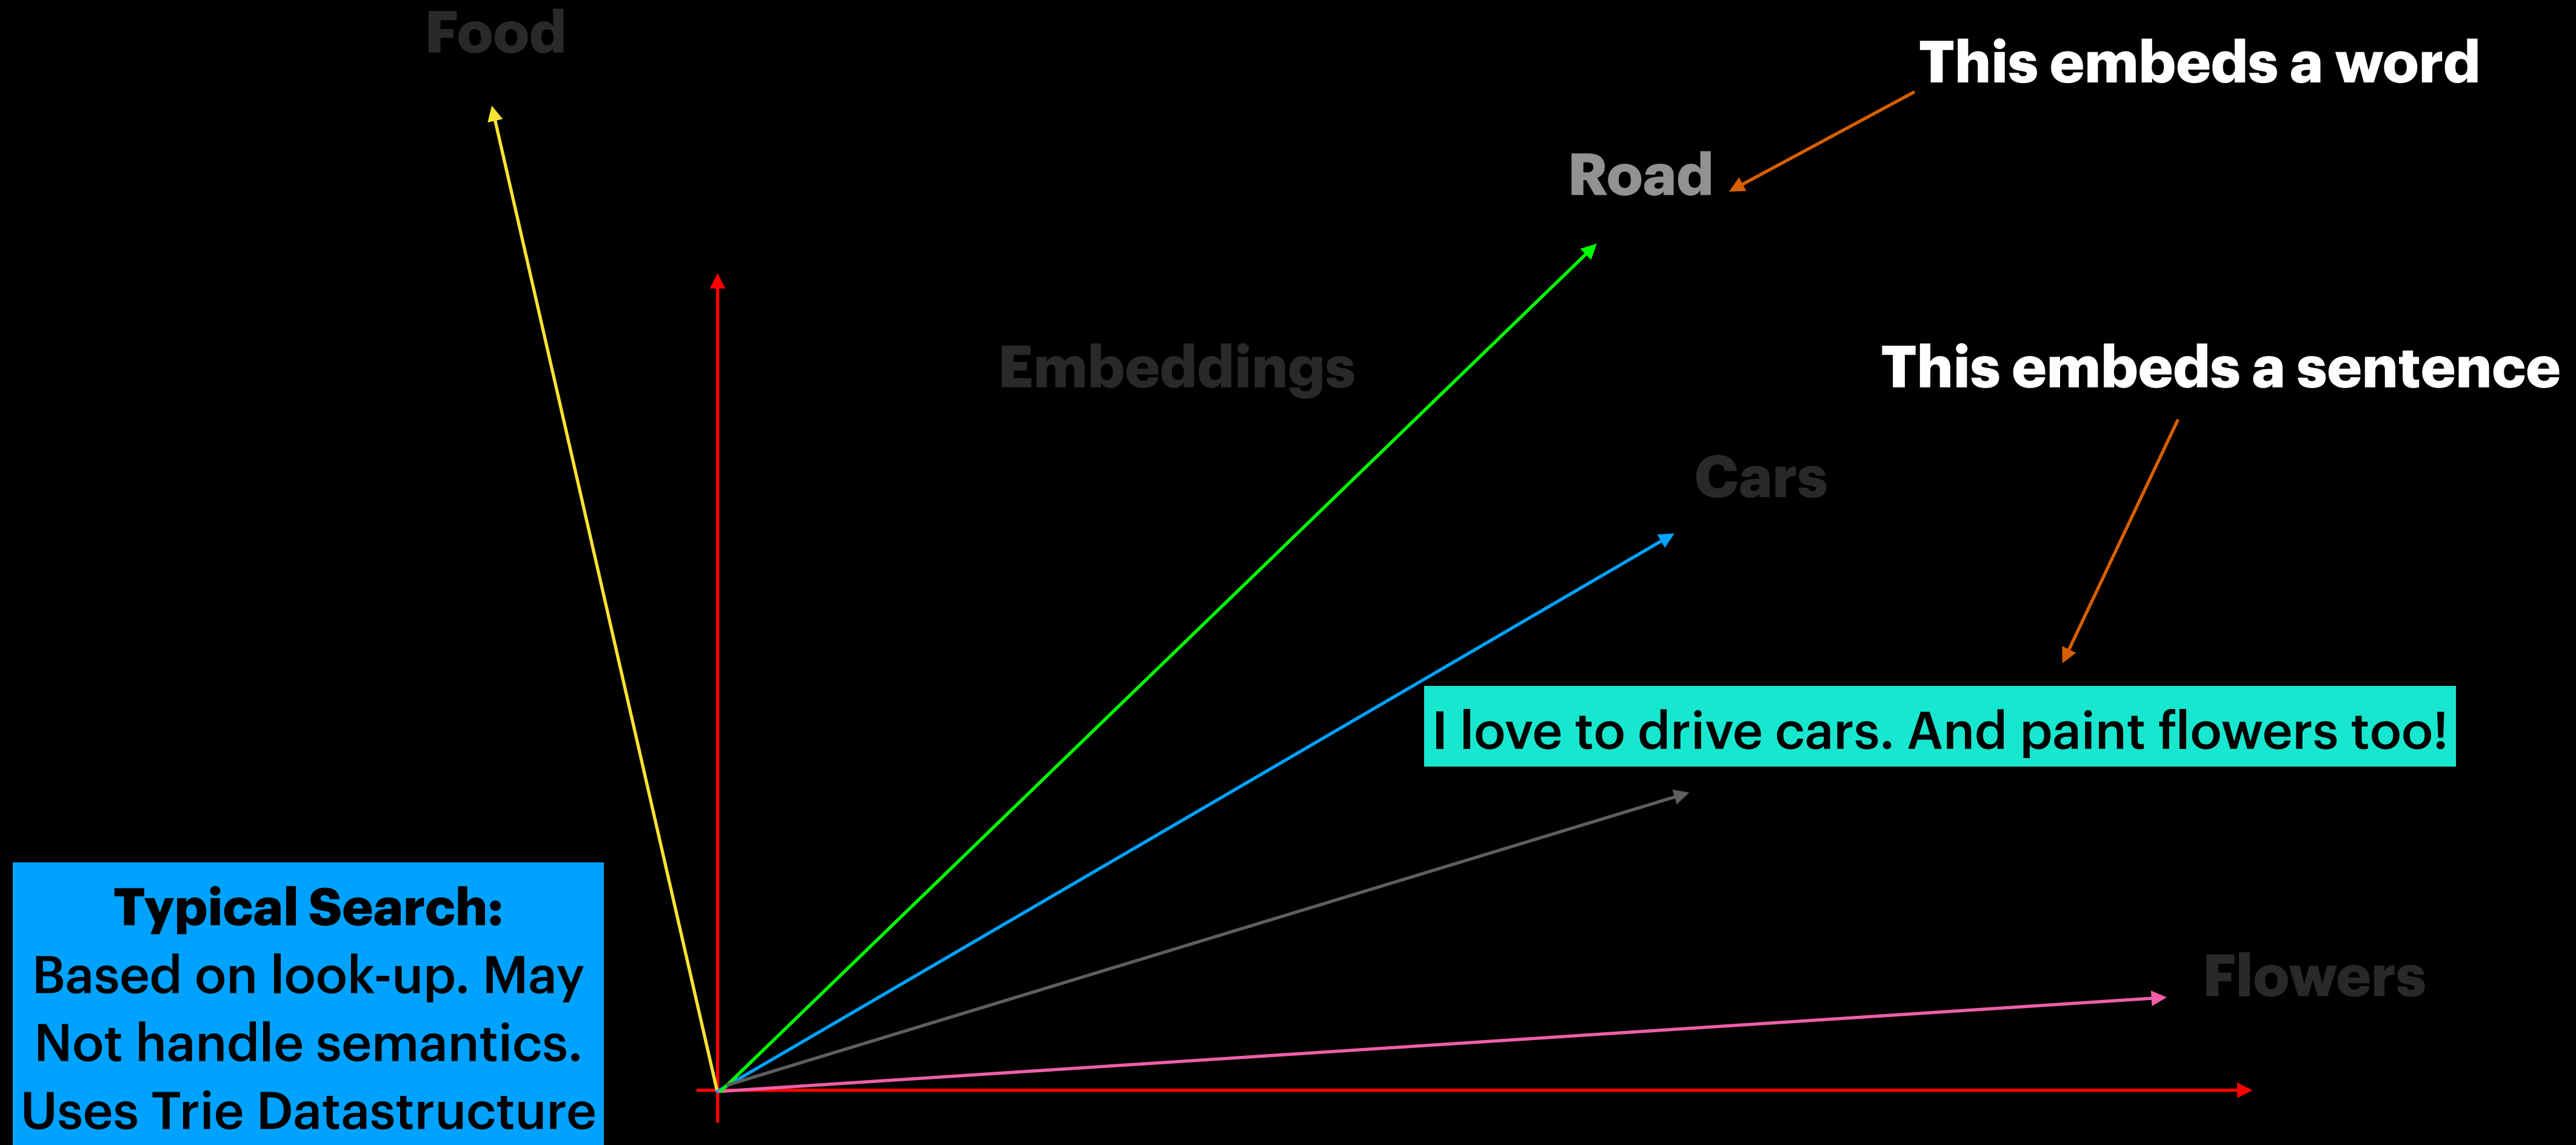 Food
This embeds a word
Road
Embeddings
This embeds a sentence
Cars
I love to drive cars. And paint flowers too!
Typical Search:
Based on look-up. May
Not handle semantics.
Uses Trie Datastructure
Flowers